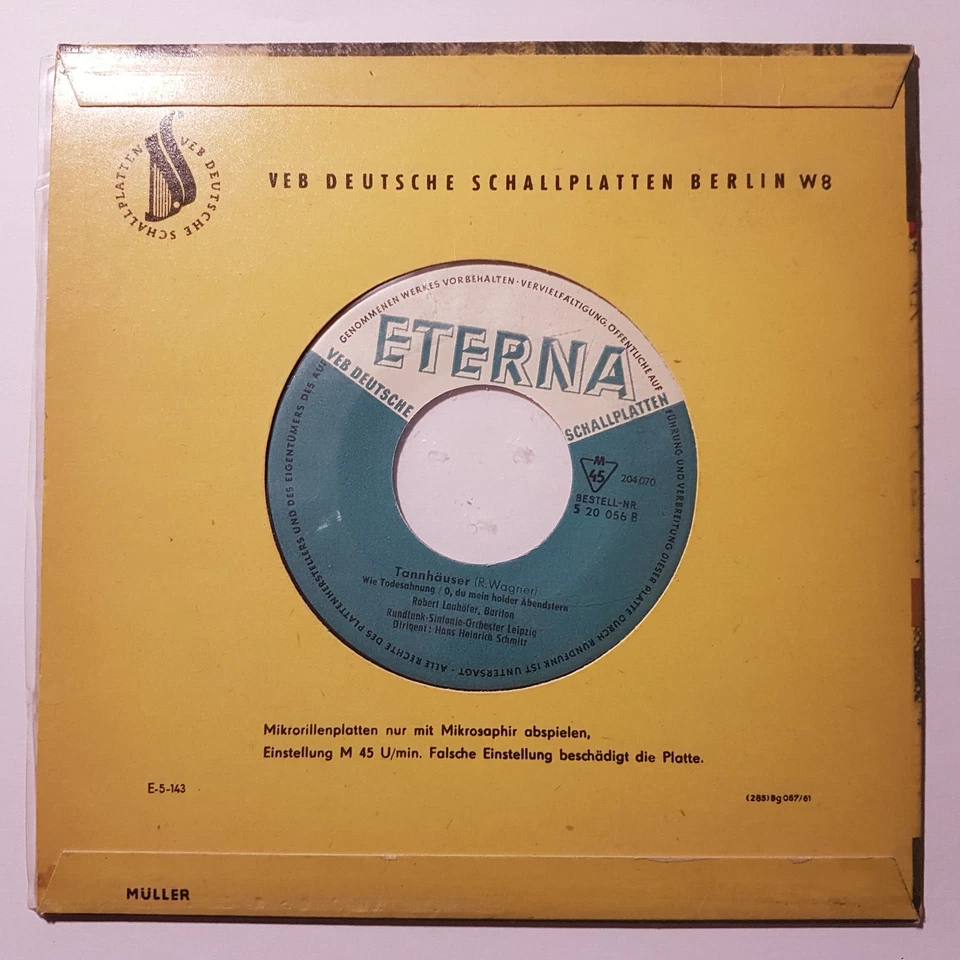 VEB DEUTSCHE SCHALLPLATTEN
VEB DEUTSCHE SCHALLPLATTEN BERLIN W8
GENOMMENEN WERKES VORBEHALTEN · VERVIELFÄLTIGUNG, ÖFFENTLICHE AUFFÜHRUNG UND VERBREITUNG DIESER PLATTE DURCH RUNDFUNK IST UNTERSAGT · ALLE RECHTE DES PLATTENHERSTELLERS UND DES EIGENTÜMERS DES AUF
ETERNA
VEB DEUTSCHE
SCHALLPLATTEN
M
45
204 070
BESTELL-NR.
5 20 056 B
Tannhäuser (R. Wagner)
Wie Todesahnung / O, du mein holder Abendstern
Robert Lauhöfer, Bariton
Rundfunk-Sinfonie-Orchester Leipzig
Dirigent: Hans Heinrich Schmitz
Mikrorillenplatten nur mit Mikrosaphir abspielen,
Einstellung M 45 U/min. Falsche Einstellung beschädigt die Platte.
E-5-143
(285) Bg 087/61
MÜLLER